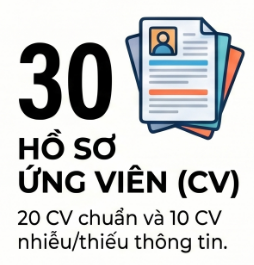 30
HỒ SƠ
ỨNG VIÊN (CV)
20 CV chuẩn và 10 CV
nhiễu/thiếu thông tin.